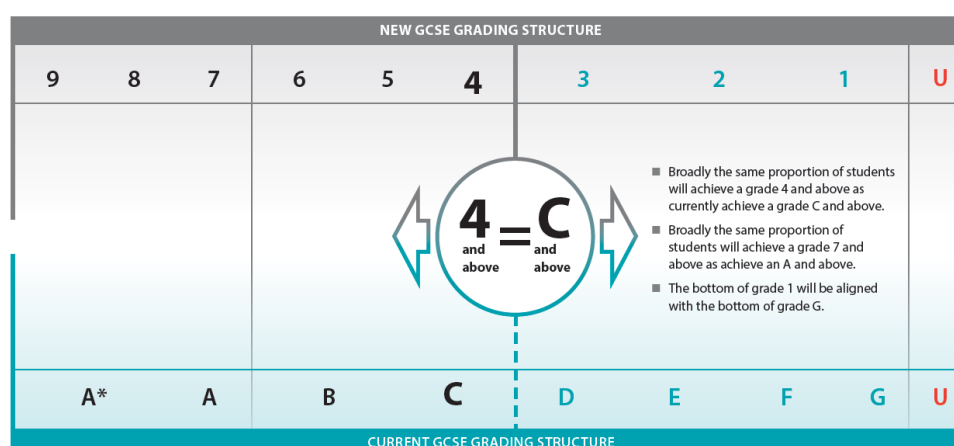 NEW GCSE GRADING STRUCTURE
9 8 7 6 5 4 3 2 1 U
■ Broadly the same proportion of students
will achieve a grade 4 and above as
currently achieve a grade C and above.
■ Broadly the same proportion of
students will achieve a grade 7 and
above as achieve an A and above.
■ The bottom of grade 1 will be aligned
with the bottom of grade G.
4 = C
and and
above above
A* A B C D E F G U
CURRENT GCSE GRADING STRUCTURE